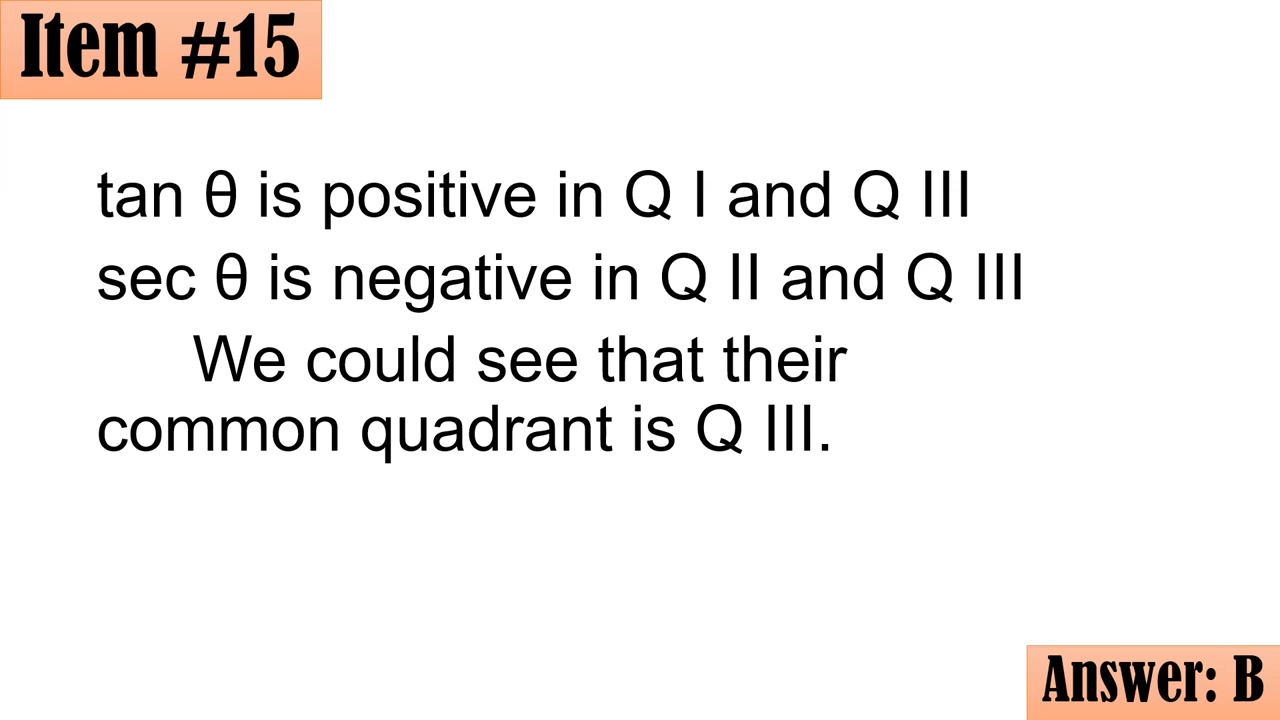 Item #15
tan θ is positive in Q I and Q III
sec θ is negative in Q II and Q III
We could see that their
common quadrant is Q III.
Answer: B